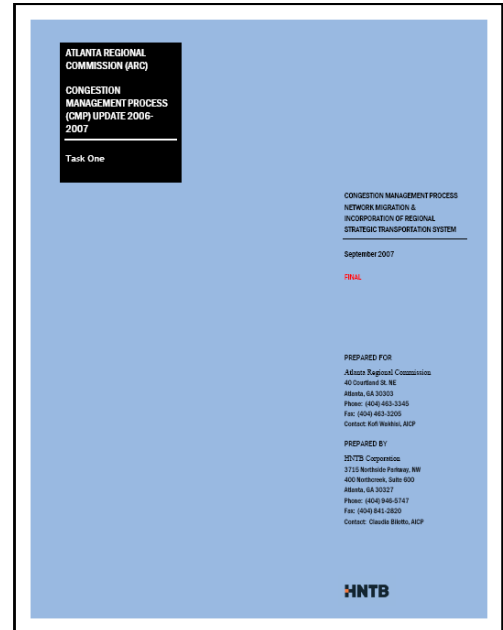 ATLANTA REGIONAL
COMMISSION (ARC)
CONGESTION
MANAGEMENT PROCESS
(CMP) UPDATE 2006-
2007
Task One
CONGESTION MANAGEMENT PROCESS
NETWORK MIGRATION &
INCORPORATION OF REGIONAL
STRATEGIC TRANSPORTATION SYSTEM
September 2007
FINAL
PREPARED FOR
Atlanta Regional Commission
40 Courtland St. NE
Atlanta, GA 30303
Phone: (404) 463-3345
Fax: (404) 463-3205
Contact: Kofi Wakhisi, AICP
PREPARED BY
HNTB Corporation
3715 Northside Parkway, NW
400 Northcreek, Suite 600
Atlanta, GA 30327
Phone: (404) 946-5747
Fax: (404) 841-2820
Contact: Claudia Bilotto, AICP
HNTB